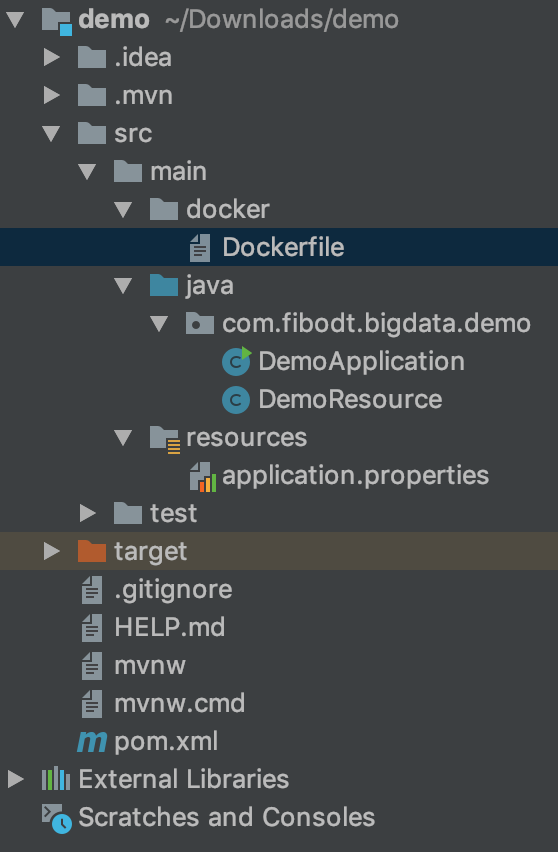 demo ~/Downloads/demo
.idea
.mvn
src
main
docker
Dockerfile
java
com.fibodt.bigdata.demo
DemoApplication
DemoResource
resources
application.properties
test
target
.gitignore
HELP.md
mvnw
mvnw.cmd
pom.xml
External Libraries
Scratches and Consoles